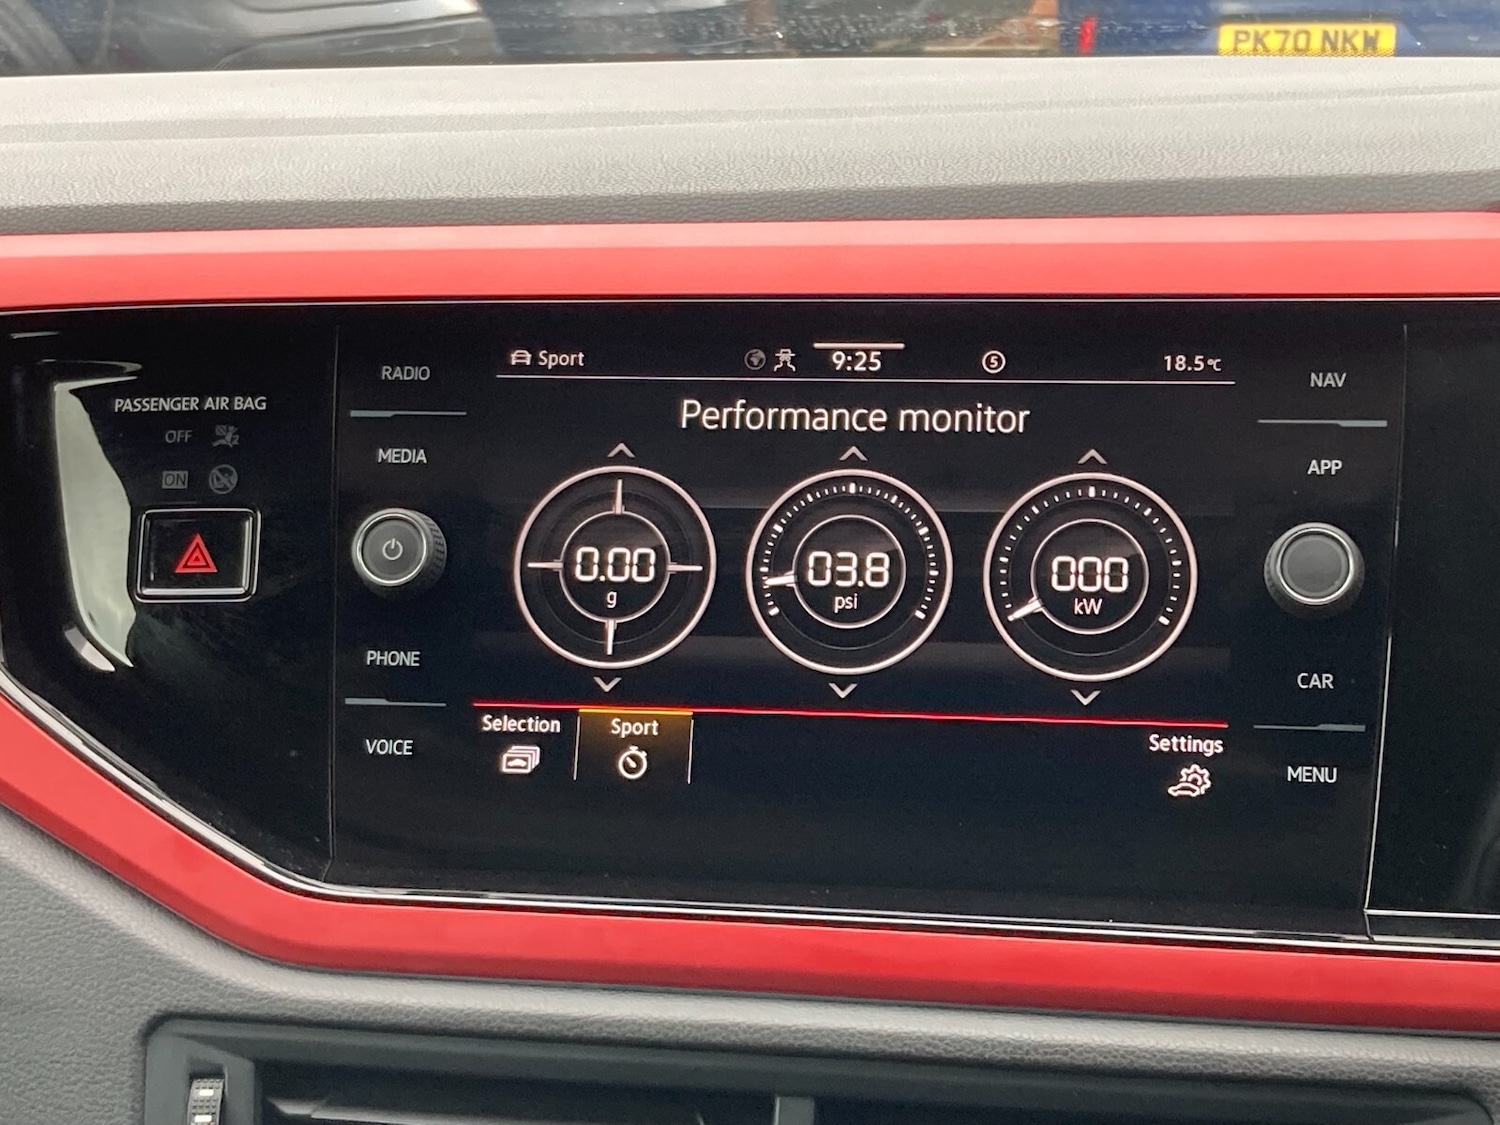 PK70 NKW
PASSENGER AIR BAG
OFF
ON
RADIO
MEDIA
PHONE
VOICE
Sport 9:25 5 18.5°C
Performance monitor
0.00
g
03.8
psi
000
kW
Selection Sport
Settings
NAV
APP
CAR
MENU